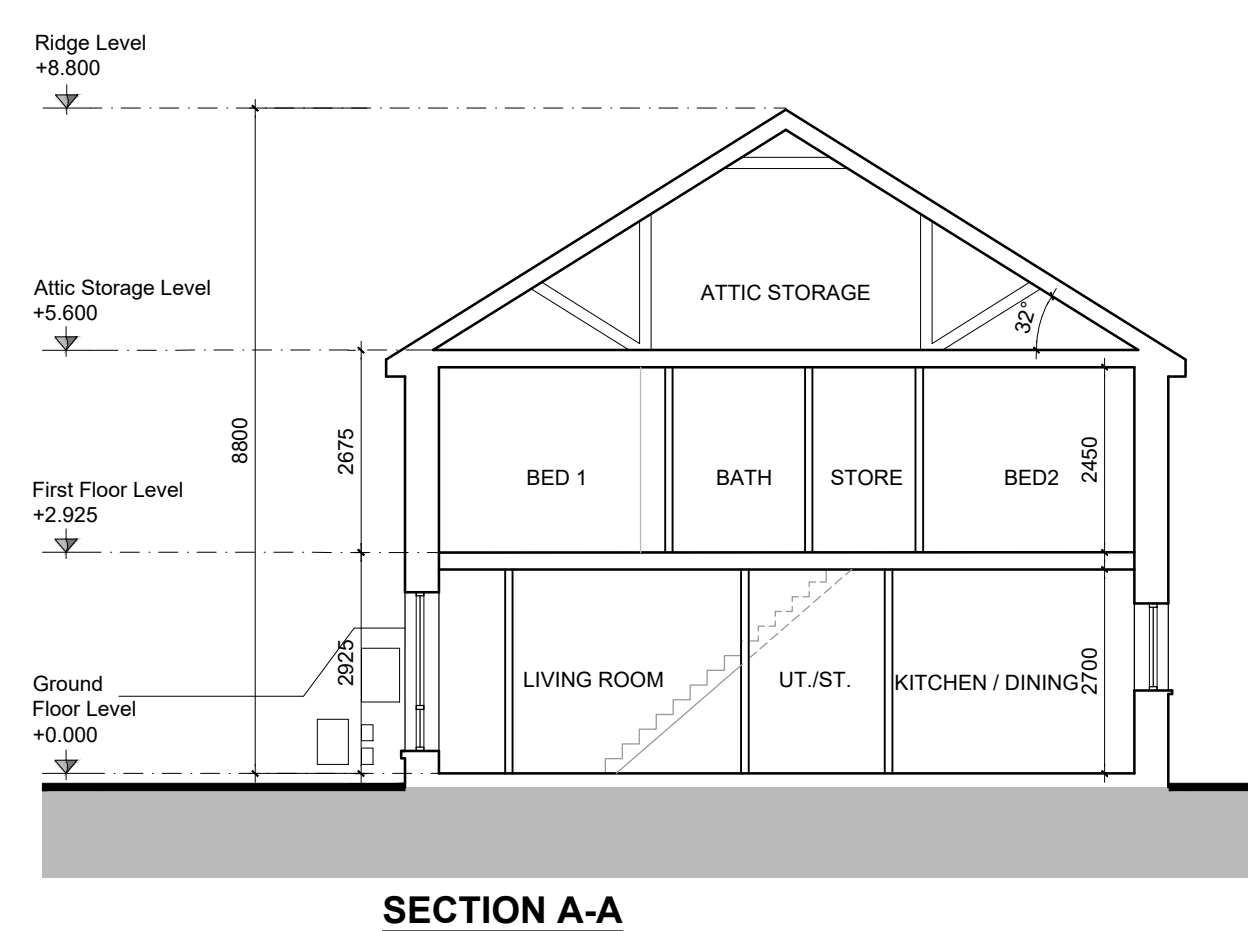 Ridge Level
+8.800
Attic Storage Level
+5.600
ATTIC STORAGE
32°
8800
2675
2450
BED 1
BATH
STORE
BED2
First Floor Level
+2.925
2925
2700
LIVING ROOM
UT./ST.
KITCHEN / DINING
Ground
Floor Level
+0.000
SECTION A-A